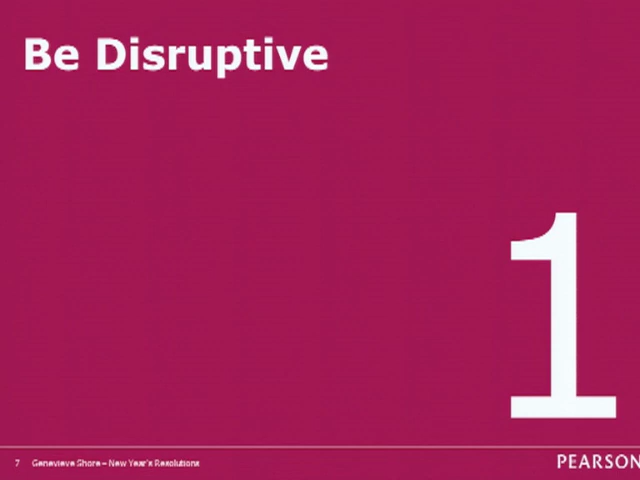 Be Disruptive
1
7 Genevieve Shore – New Year's Resolutions
PEARSON